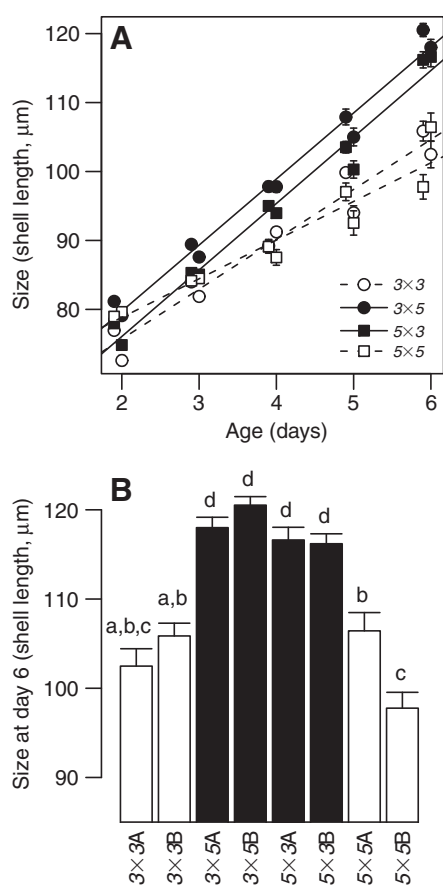 A
Size (shell length, μm)
120
100
90
80
3×3
3×5
5×3
5×5
2 3 4 5 6
Age (days)
B
Size at day 6 (shell length, μm)
120
110
100
90
a,b,c a,b d d d d b c
3×3A 3×3B 3×5A 3×5B 5×3A 5×3B 5×5A 5×5B